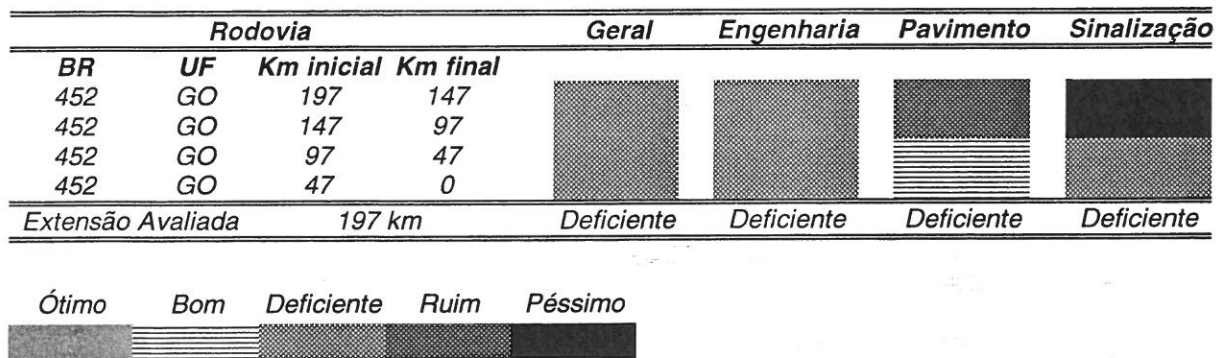 Rodovia Geral Engenharia Pavimento Sinalização
BR UF Km inicial Km final
452 GO 197 147
452 GO 147 97
452 GO 97 47
452 GO 47 0
Extensão Avaliada 197 km Deficiente Deficiente Deficiente Deficiente
Ótimo Bom Deficiente Ruim Péssimo